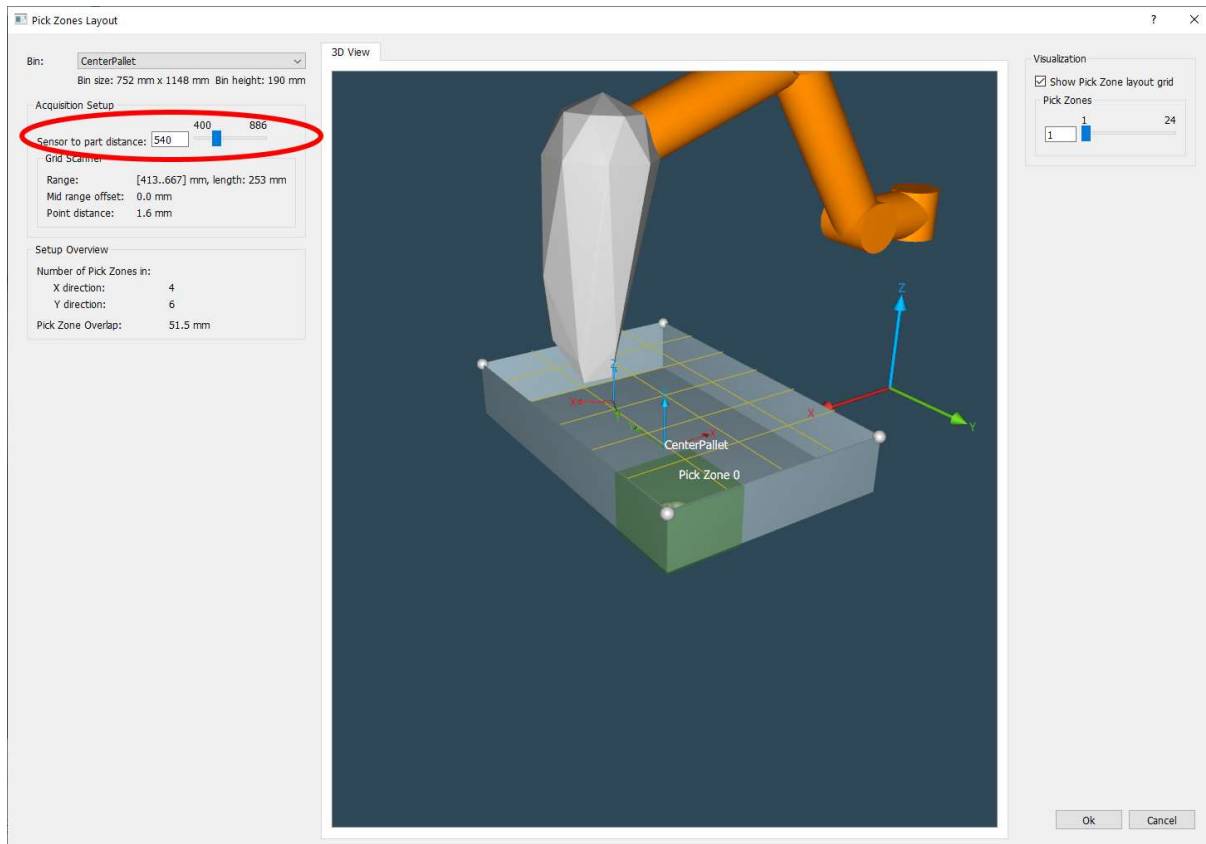 Pick Zones Layout
?
Bin: CenterPallet
Bin size: 752 mm x 1148 mm Bin height: 190 mm
Acquisition Setup
400 886
Sensor to part distance: 540
Grid Scanner
Range: [413..667] mm, length: 253 mm
Mid range offset: 0.0 mm
Point distance: 1.6 mm
Setup Overview
Number of Pick Zones in:
X direction: 4
Y direction: 6
Pick Zone Overlap: 51.5 mm
3D View
Z
X
Y
Z
X
Y
CenterPallet
Pick Zone 0
Visualization
Show Pick Zone layout grid
Pick Zones
1 24
1
Ok Cancel